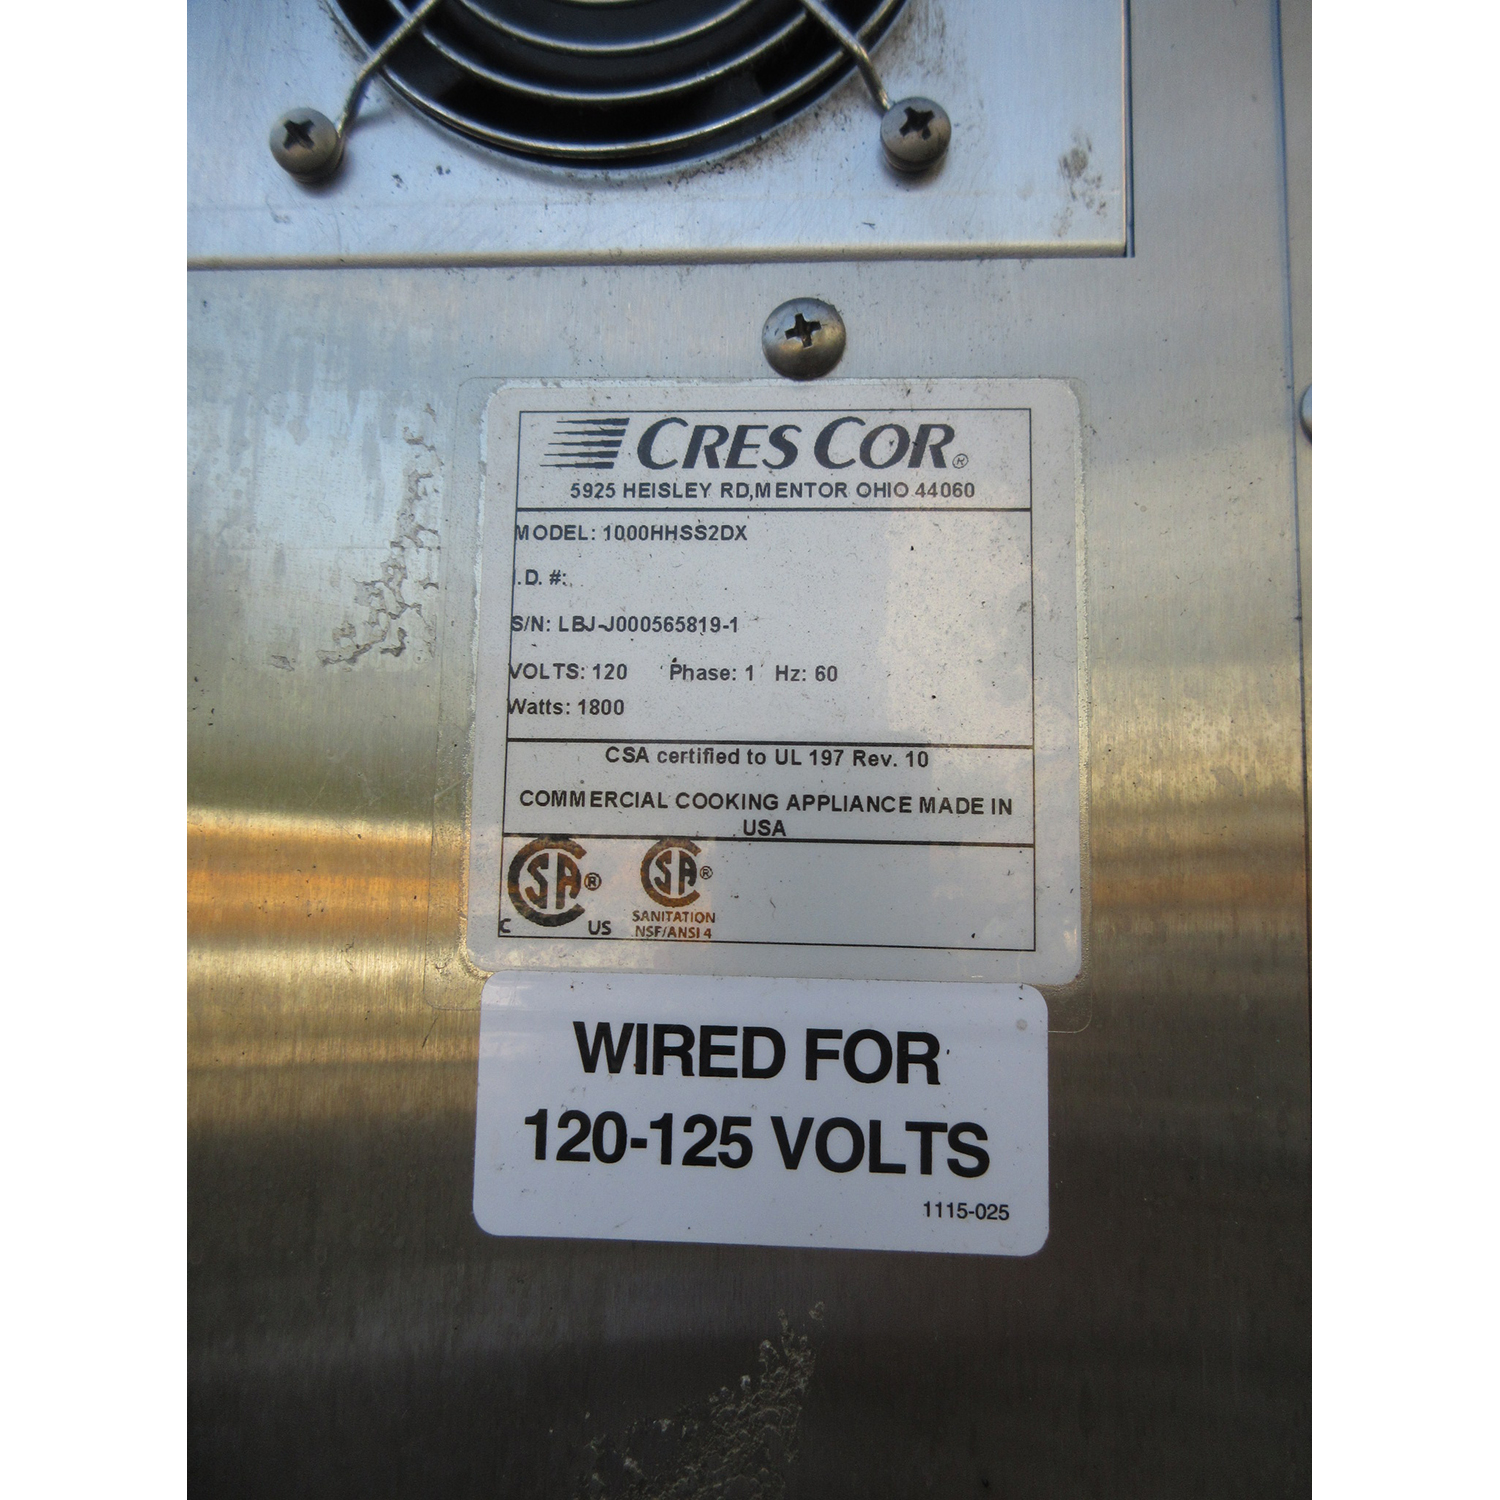 CRES COR®
5925 HEISLEY RD,MENTOR OHIO 44060
MODEL: 1000HHSS2DX
I.D. #:
S/N: LBJ-J000565819-1
VOLTS: 120 Phase: 1 Hz: 60
Watts: 1800
CSA certified to UL 197 Rev. 10
COMMERCIAL COOKING APPLIANCE MADE IN
USA
CSA® CSA®
C US SANITATION
NSF/ANSI 4
WIRED FOR
120-125 VOLTS
1115-025